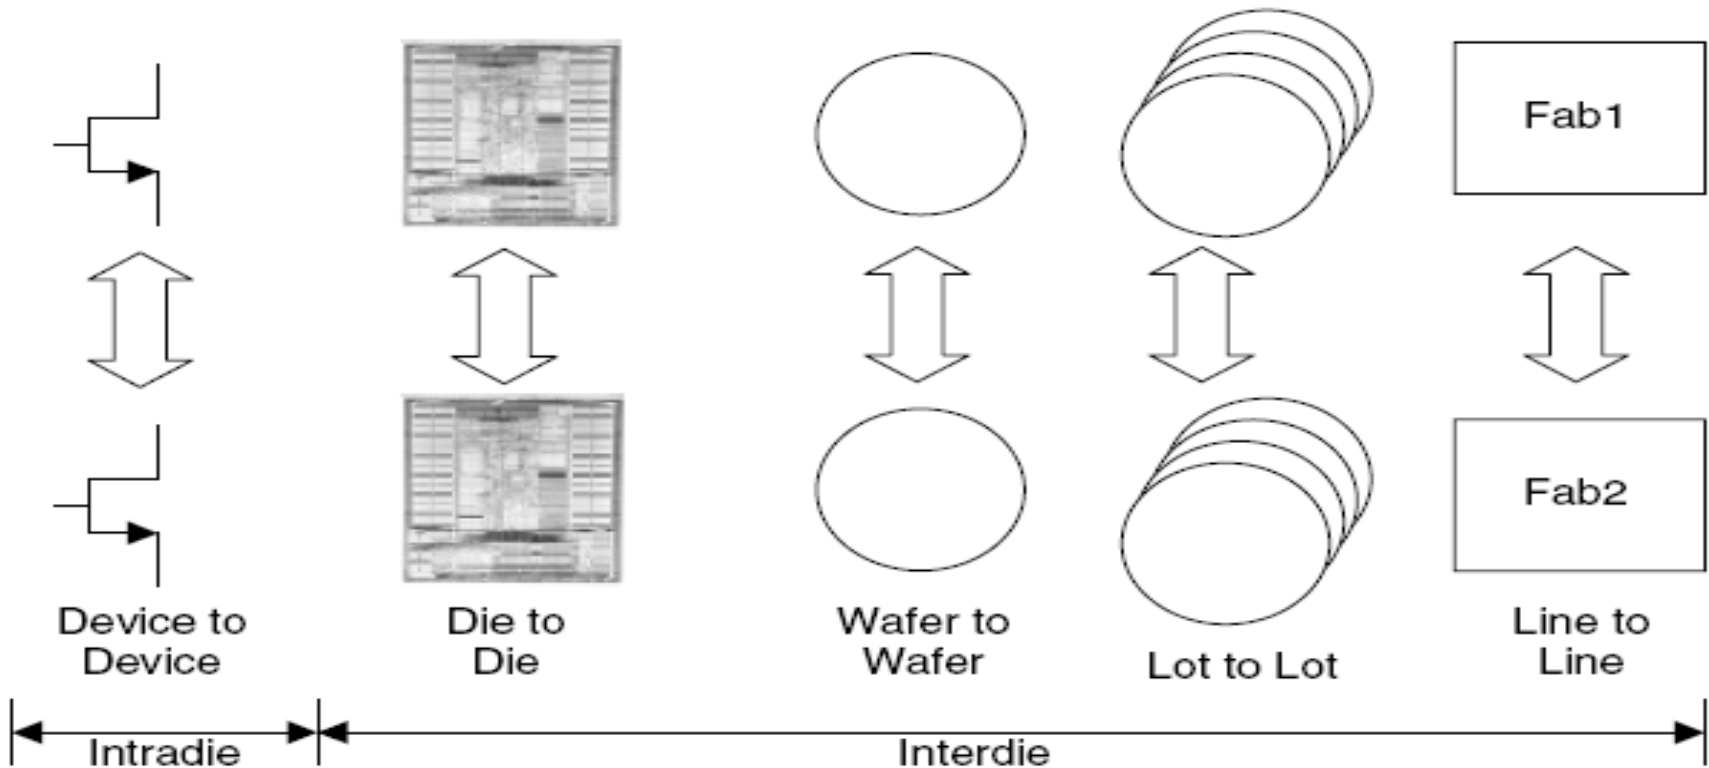 Fab1
Fab2
Device to
Device
Die to
Die
Wafer to
Wafer
Lot to Lot
Line to
Line
Intradie
Interdie